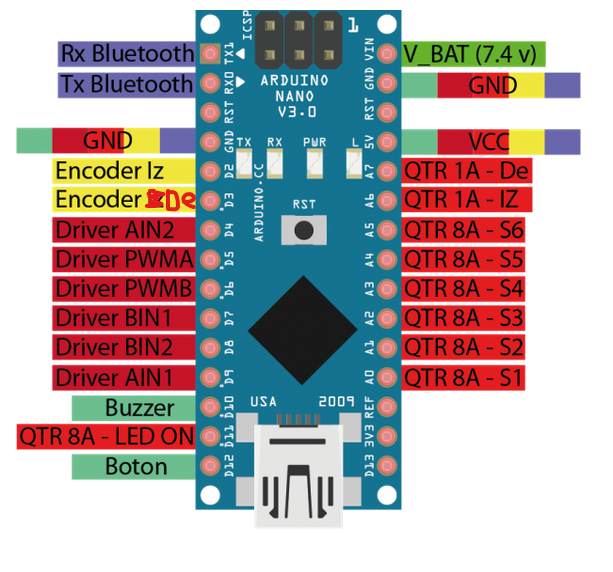 ICSP
1
Rx Bluetooth
TX1
VIN
V_BAT (7.4 v)
Tx Bluetooth
RXD
GND
GND
ARDUINO
NANO
V3.0
RST
RST
GND
GND
5V
VCC
TX
RX
PWR
L
Encoder Iz
D2
A7
QTR 1A - De
Encoder De
D3
A6
QTR 1A - IZ
ARDUINO.CC
RST
Driver AIN2
D4
A5
QTR 8A - S6
Driver PWMA
D5
A4
QTR 8A - S5
Driver PWMB
D6
A3
QTR 8A - S4
Driver BIN1
D7
A2
QTR 8A - S3
Driver BIN2
D8
A1
QTR 8A - S2
Driver AIN1
D9
A0
QTR 8A - S1
Buzzer
D10
USA
2009
REF
QTR 8A - LED ON
D11
3V3
Boton
D12
D13